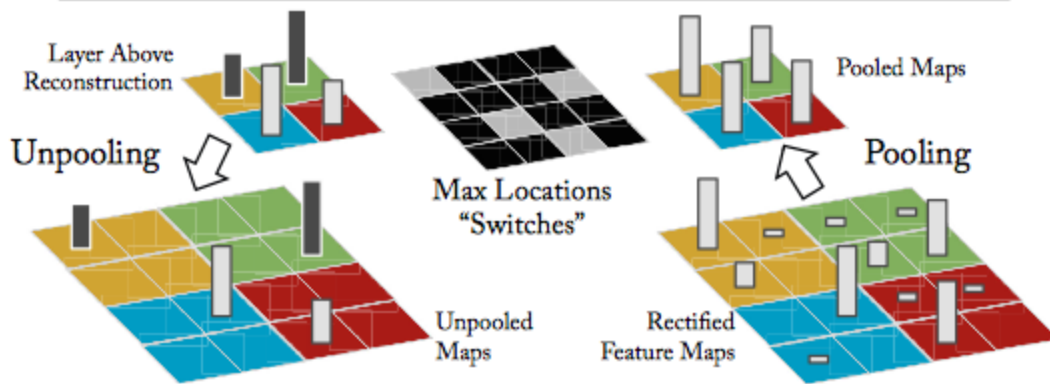 Layer Above
Reconstruction
Pooled Maps
Unpooling
Pooling
Max Locations
“Switches”
Unpooled
Maps
Rectified
Feature Maps